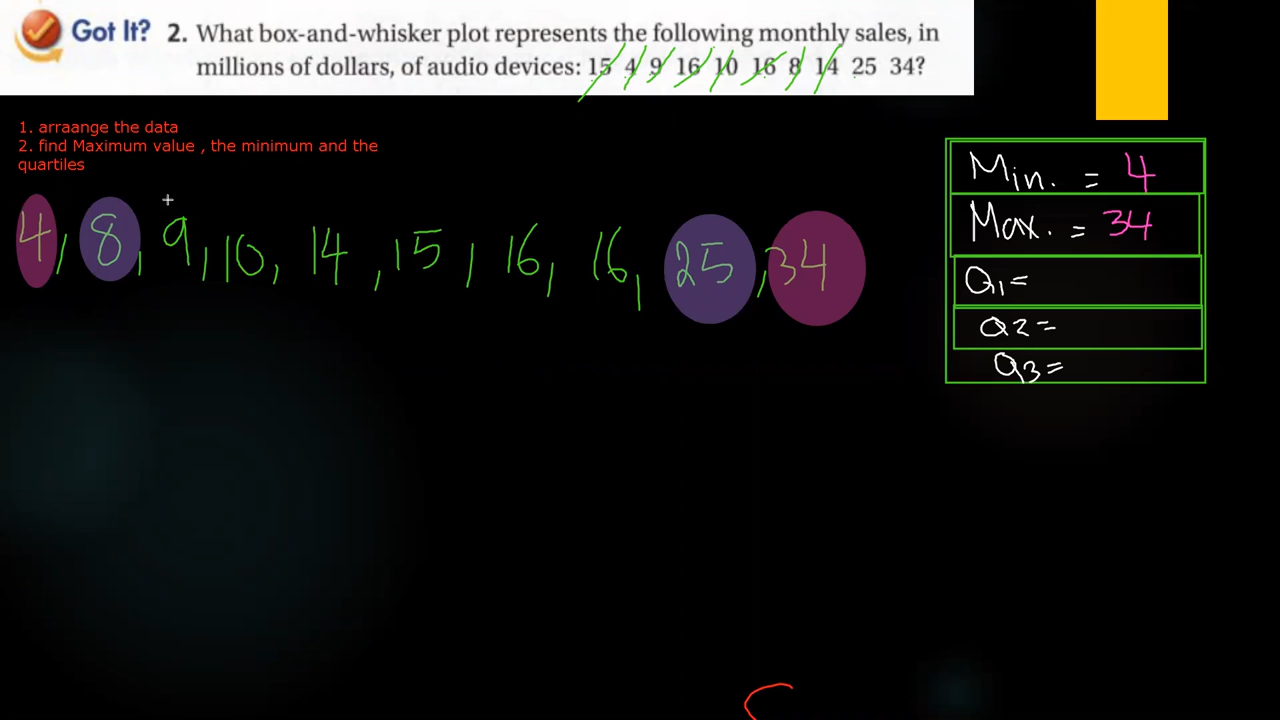 Got It? 2. What box-and-whisker plot represents the following monthly sales, in
millions of dollars, of audio devices: 15 4 9 16 10 16 8 14 25 34?
1. arraange the data
2. find Maximum value , the minimum and the
quartiles
4, 8, 9, 10, 14, 15, 16, 16, 25, 34
Min. = 4
Max. = 34
Q1=
Q2=
Q3=